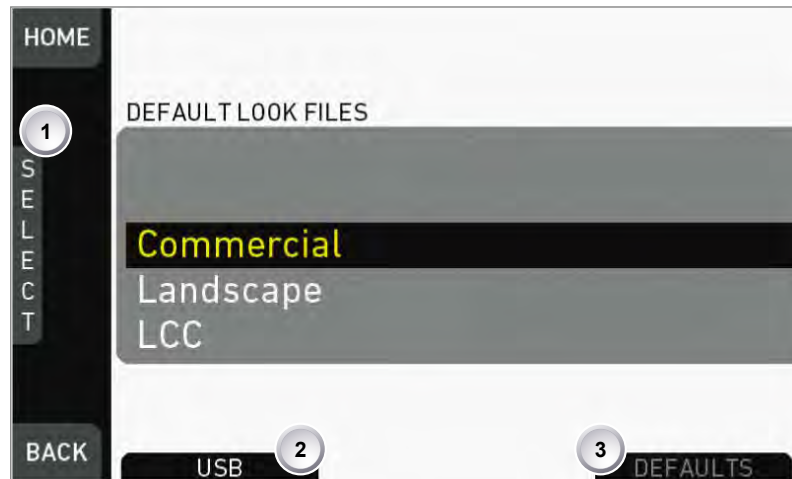 HOME
DEFAULT LOOK FILES
1
SELECT
Commercial
Landscape
LCC
BACK
USB
2
3
DEFAULTS